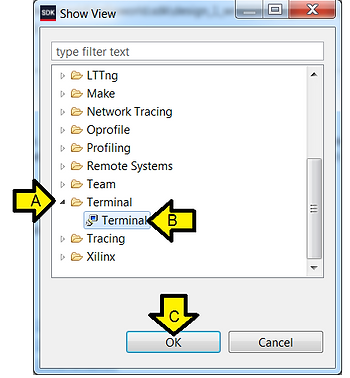 SDK Show View
type filter text
LTTng
Make
Network Tracing
Oprofile
Profiling
Remote Systems
Team
A Terminal
Terminal B
Tracing
Xilinx
C
OK Cancel